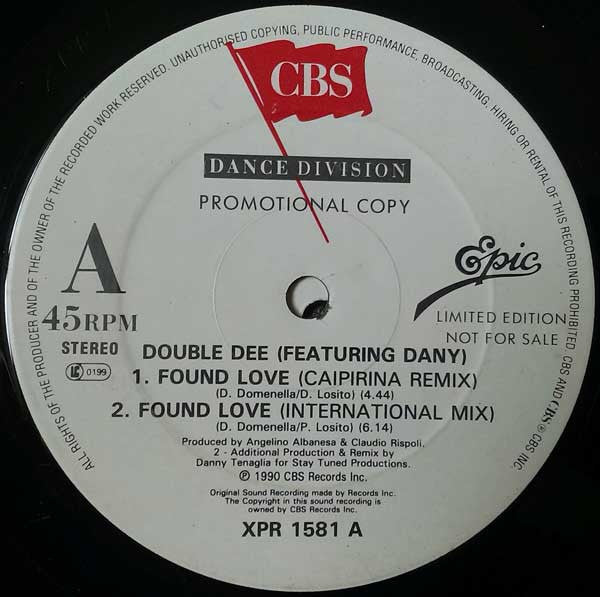 ALL RIGHTS OF THE PRODUCER AND OF THE OWNER OF THE RECORDED WORK RESERVED. UNAUTHORISED COPYING, PUBLIC PERFORMANCE, BROADCASTING, HIRING OR RENTAL OF THIS RECORDING PROHIBITED CBS AND CBS ® CBS INC.
CBS
DANCE DIVISION
PROMOTIONAL COPY
A
45RPM
STEREO
LC 0199
Epic
LIMITED EDITION
NOT FOR SALE
DOUBLE DEE (FEATURING DANY)
1. FOUND LOVE (CAIPIRINA REMIX)
(D. Domenella/D. Losito) (4.44)
2. FOUND LOVE (INTERNATIONAL MIX)
(D. Domenella/P. Losito) (6.14)
Produced by Angelino Albanesa & Claudio Rispoli.
2 - Additional Production & Remix by
Danny Tenaglia for Stay Tuned Productions.
℗ 1990 CBS Records Inc.
Original Sound Recording made by Records Inc.
The Copyright in this sound recording is
owned by CBS Records Inc.
XPR 1581 A